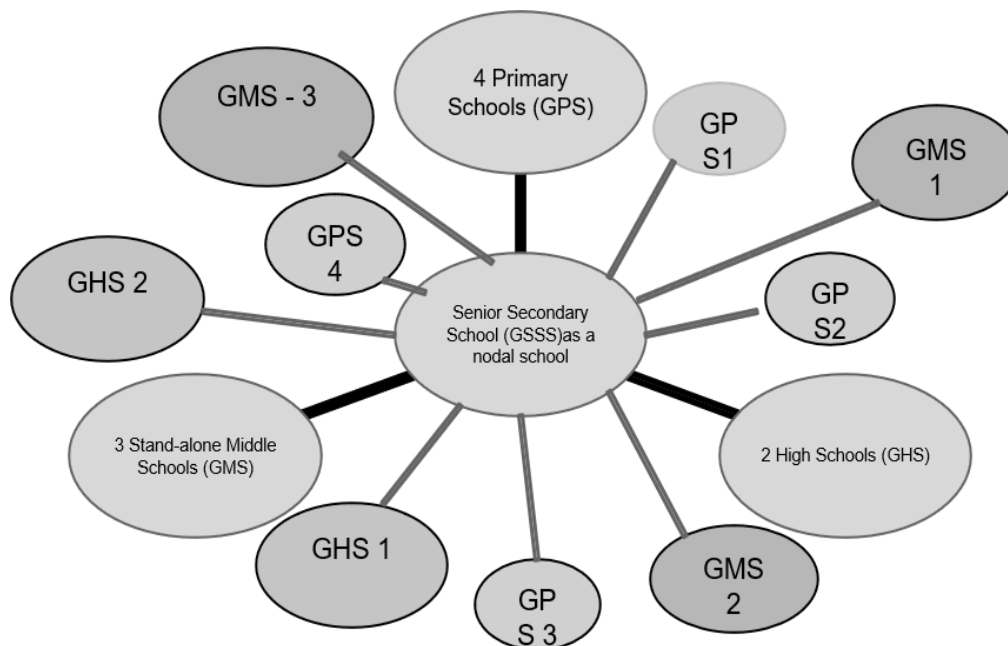 GMS - 3
4 Primary
Schools (GPS)
GP
S1
GMS
1
GPS
4
GHS 2
Senior Secondary
School (GSSS)as a
nodal school
GP
S2
3 Stand-alone Middle
Schools (GMS)
2 High Schools (GHS)
GHS 1
GP
S 3
GMS
2